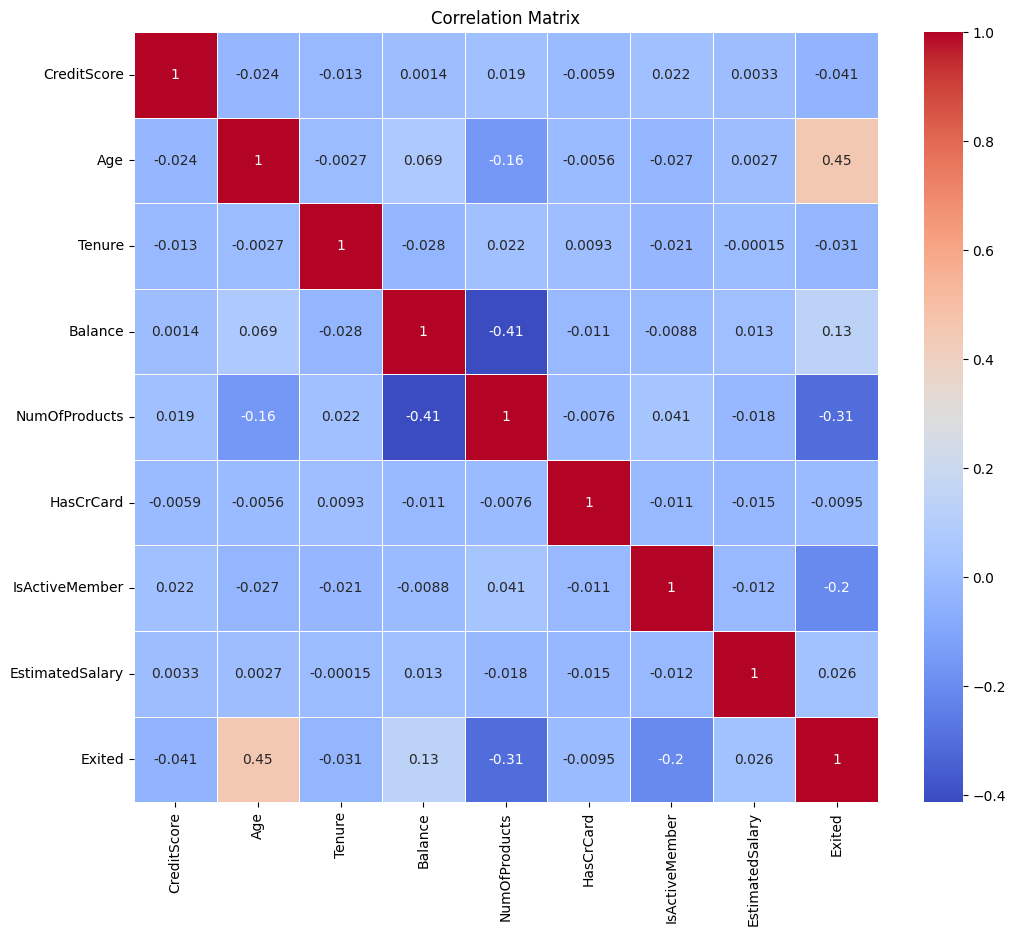 Correlation Matrix
CreditScore 1 -0.024 -0.013 0.0014 0.019 -0.0059 0.022 0.0033 -0.041
Age -0.024 1 -0.0027 0.069 -0.16 -0.0056 -0.027 0.0027 0.45
Tenure -0.013 -0.0027 1 -0.028 0.022 0.0093 -0.021 -0.00015 -0.031
Balance 0.0014 0.069 -0.028 1 -0.41 -0.011 -0.0088 0.013 0.13
NumOfProducts 0.019 -0.16 0.022 -0.41 1 -0.0076 0.041 -0.018 -0.31
HasCrCard -0.0059 -0.0056 0.0093 -0.011 -0.0076 1 -0.011 -0.015 -0.0095
IsActiveMember 0.022 -0.027 -0.021 -0.0088 0.041 -0.011 1 -0.012 -0.2
EstimatedSalary 0.0033 0.0027 -0.00015 0.013 -0.018 -0.015 -0.012 1 0.026
Exited -0.041 0.45 -0.031 0.13 -0.31 -0.0095 -0.2 0.026 1
CreditScore Age Tenure Balance NumOfProducts HasCrCard IsActiveMember EstimatedSalary Exited
1.0
0.8
0.6
0.4
0.2
0.0
−0.2
−0.4